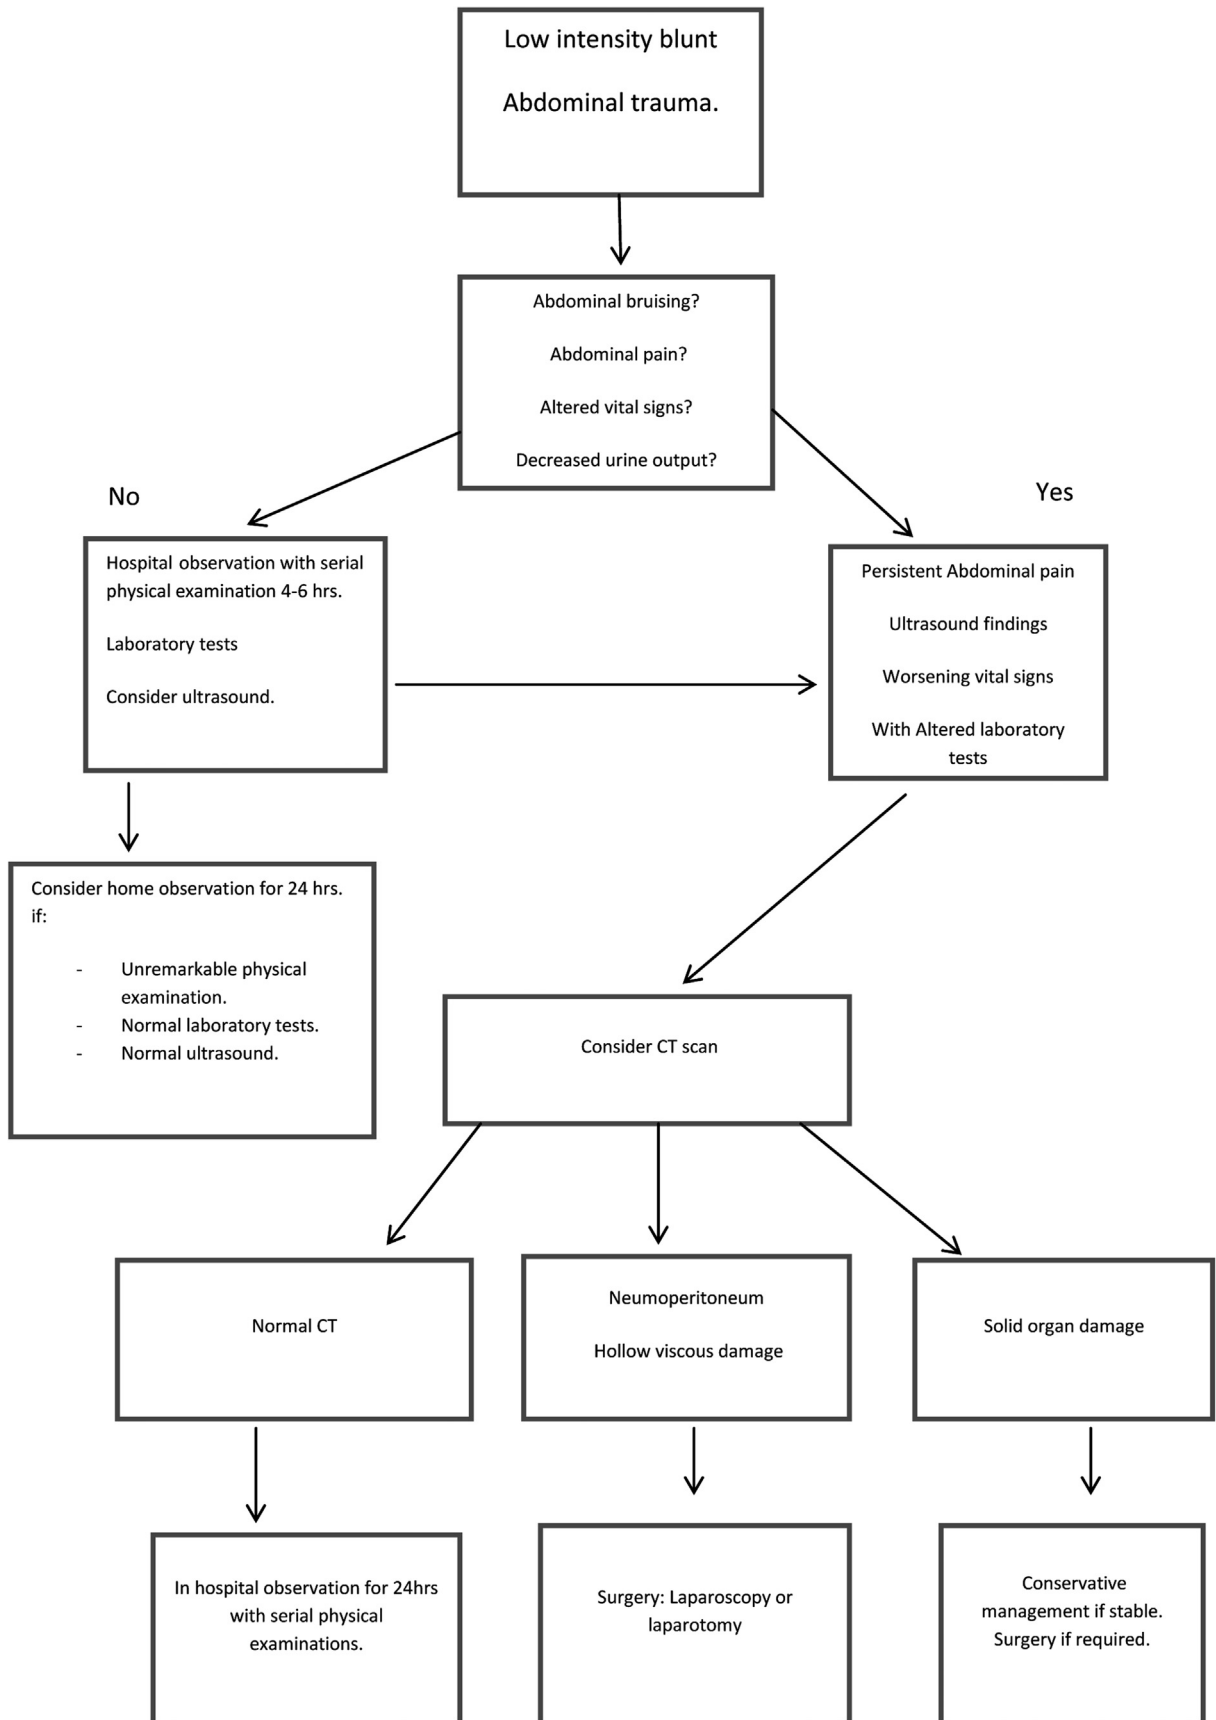 Low intensity blunt
Abdominal trauma.
Abdominal bruising?
Abdominal pain?
Altered vital signs?
Decreased urine output?
No
Yes
Hospital observation with serial
physical examination 4-6 hrs.
Laboratory tests
Consider ultrasound.
Persistent Abdominal pain
Ultrasound findings
Worsening vital signs
With Altered laboratory
tests
Consider home observation for 24 hrs.
if:
- Unremarkable physical
examination.
- Normal laboratory tests.
- Normal ultrasound.
Consider CT scan
Normal CT
Neumoperitoneum
Hollow viscous damage
Solid organ damage
In hospital observation for 24hrs
with serial physical
examinations.
Surgery: Laparoscopy or
laparotomy
Conservative
management if stable.
Surgery if required.